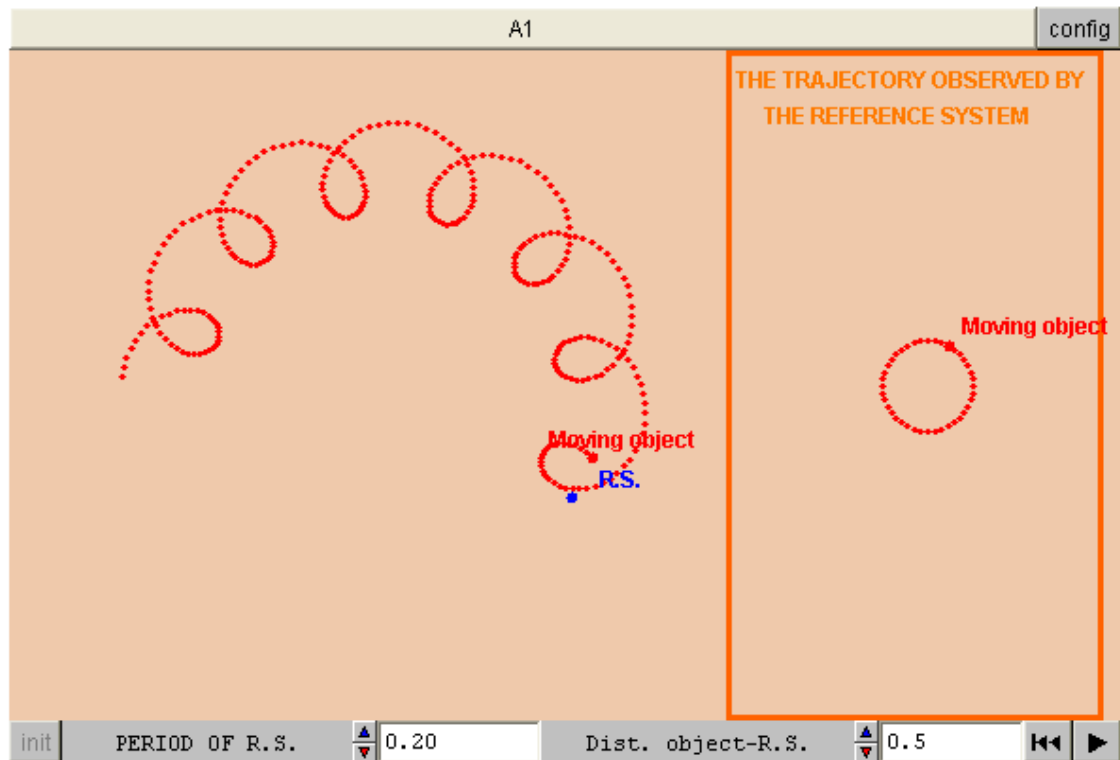 A1
config
THE TRAJECTORY OBSERVED BY
THE REFERENCE SYSTEM
Moving object
Moving object
R.S.
init
PERIOD OF R.S.
0.20
Dist. object-R.S.
0.5